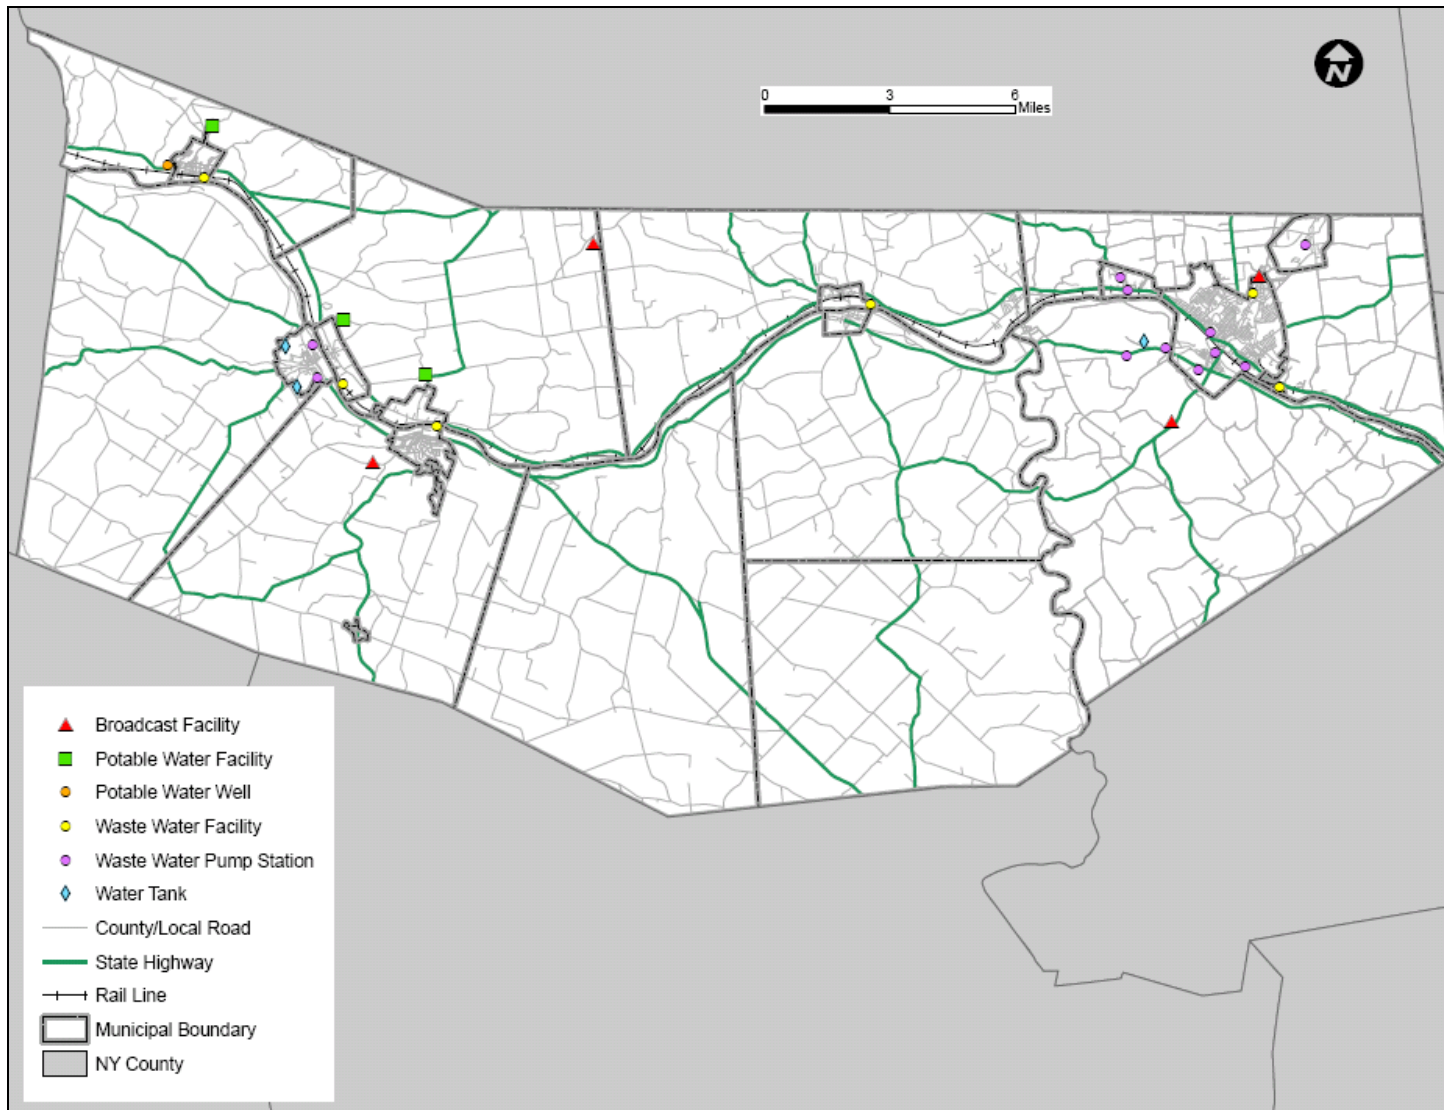 N
0 3 6
Miles
Broadcast Facility
Potable Water Facility
Potable Water Well
Waste Water Facility
Waste Water Pump Station
Water Tank
County/Local Road
State Highway
Rail Line
Municipal Boundary
NY County